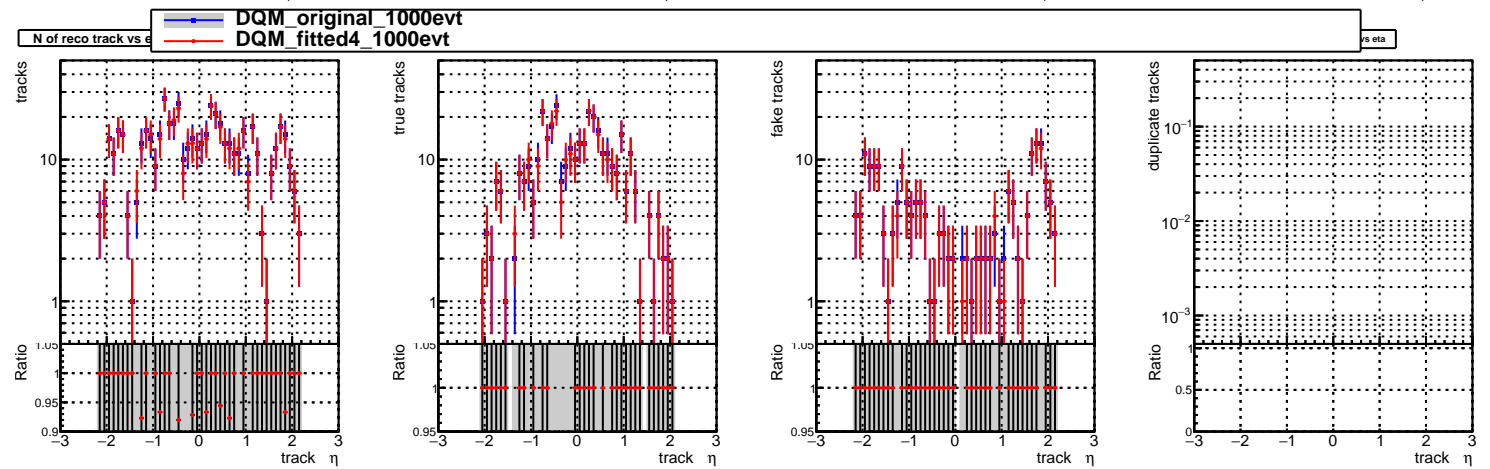 DQM_original_1000evt
DQM_fitted4_1000evt
N of reco track vs e
vs eta
tracks
10
1
Ratio
1.05
1
0.95
0.9
−3 −2 −1 0 1 2 3
track η
true tracks
10
1
Ratio
1.05
1
0.95
−3 −2 −1 0 1 2 3
track η
fake tracks
10
1
Ratio
1.05
1
0.95
−3 −2 −1 0 1 2 3
track η
duplicate tracks
10⁻¹
10⁻²
10⁻³
Ratio
1
0.5
0
−3 −2 −1 0 1 2 3
track η